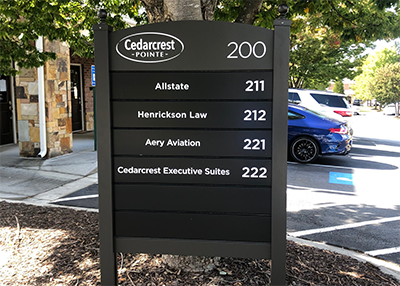 Cedarcrest
- POINTE -
200
Allstate 211
Henrickson Law 212
Aery Aviation 221
Cedarcrest Executive Suites 222